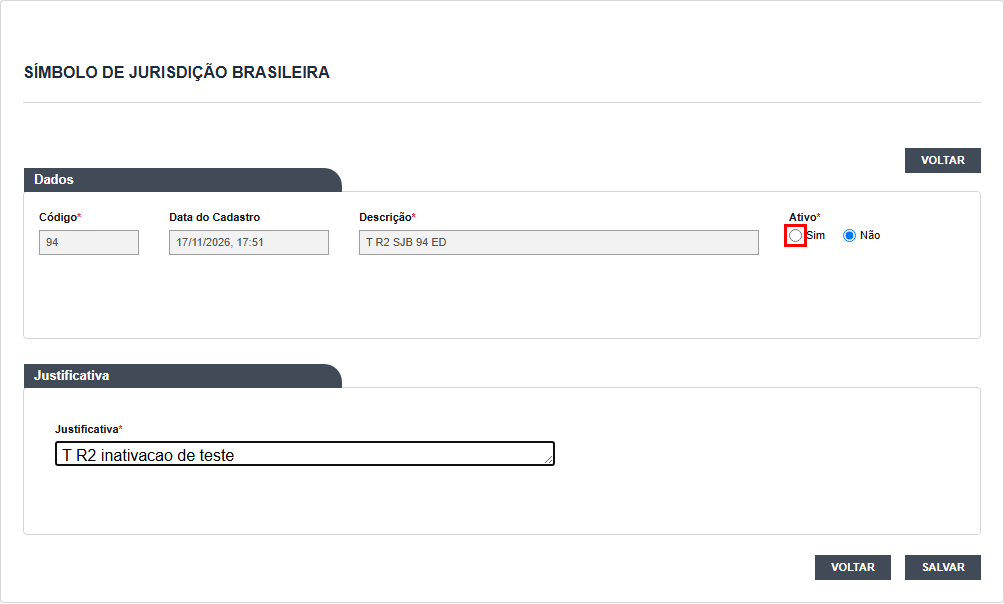 SÍMBOLO DE JURISDIÇÃO BRASILEIRA
VOLTAR
Dados
Código* Data do Cadastro Descrição* Ativo*
94 17/11/2026, 17:51 T R2 SJB 94 ED Sim Não
Justificativa
Justificativa*
T R2 inativacao de teste
VOLTAR SALVAR